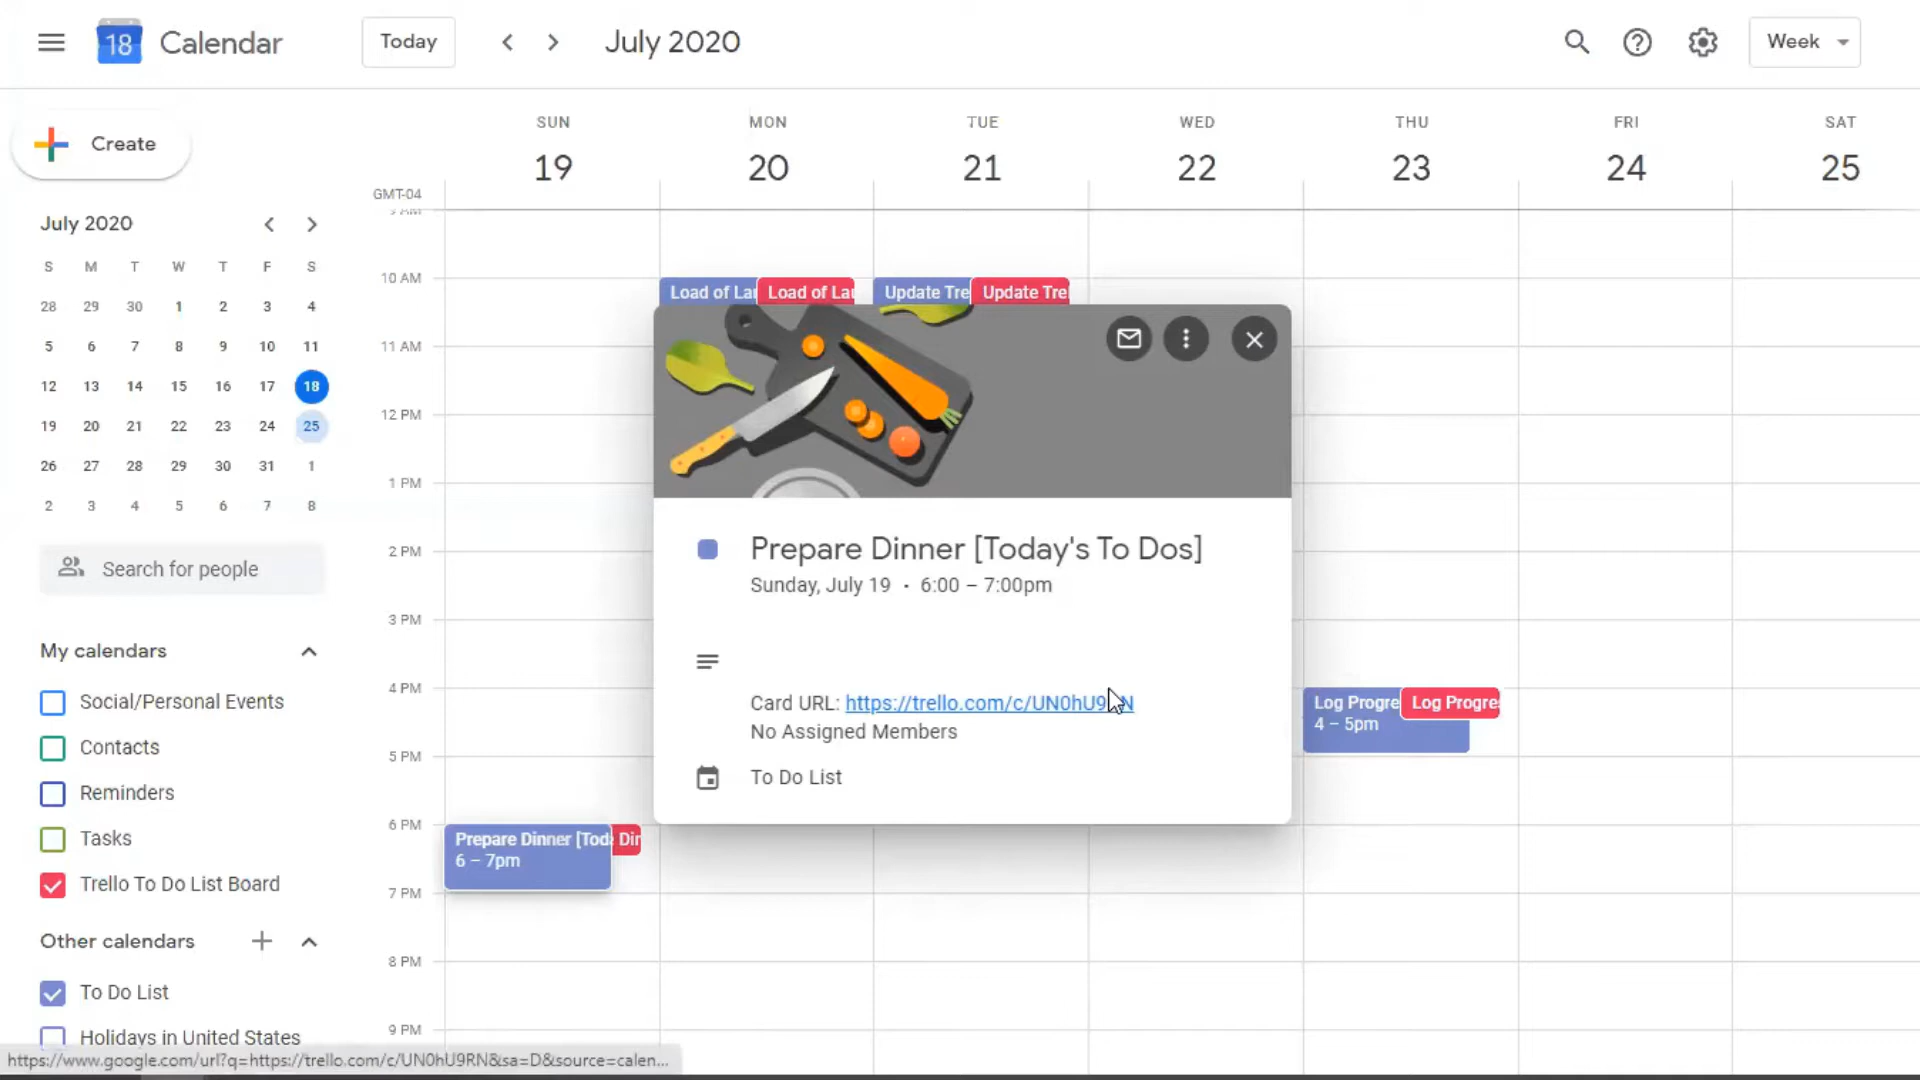 18 Calendar Today July 2020 Week
Create
SUN MON TUE WED THU FRI SAT
19 20 21 22 23 24 25
GMT-04
July 2020
S M T W T F S
28 29 30 1 2 3 4
5 6 7 8 9 10 11
12 13 14 15 16 17 18
19 20 21 22 23 24 25
26 27 28 29 30 31 1
2 3 4 5 6 7 8
Search for people
My calendars
Social/Personal Events
Contacts
Reminders
Tasks
Trello To Do List Board
Other calendars
To Do List
Holidays in United States
10 AM
11 AM
12 PM
1 PM
2 PM
3 PM
4 PM
5 PM
6 PM
7 PM
8 PM
9 PM
Load of Lar
Load of Lar
Update Tre
Update Trel
Prepare Dinner [Today's To Dos]
Sunday, July 19 · 6:00 – 7:00pm
Card URL: https://trello.com/c/UN0hU9RN
No Assigned Members
To Do List
Log Progre
4 – 5pm
Log Progre
Prepare Dinner [Toda
6 – 7pm
Din
https://www.google.com/url?q=https://trello.com/c/UN0hU9RN&sa=D&source=calen...